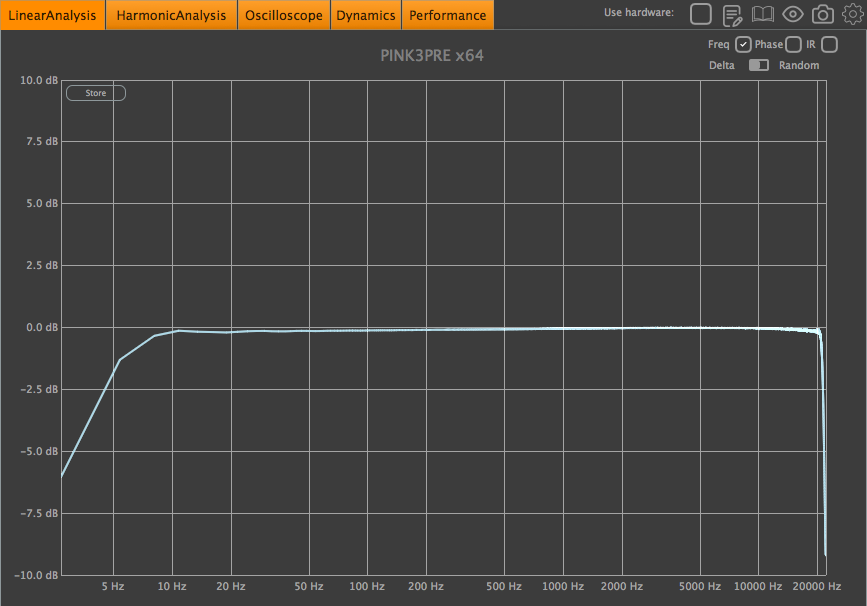 LinearAnalysis HarmonicAnalysis Oscilloscope Dynamics Performance Use hardware:
Freq Phase IR
PINK3PRE x64
Delta Random
10.0 dB
Store
7.5 dB
5.0 dB
2.5 dB
0.0 dB
-2.5 dB
-5.0 dB
-7.5 dB
-10.0 dB
5 Hz 10 Hz 20 Hz 50 Hz 100 Hz 200 Hz 500 Hz 1000 Hz 2000 Hz 5000 Hz 10000 Hz 20000 Hz